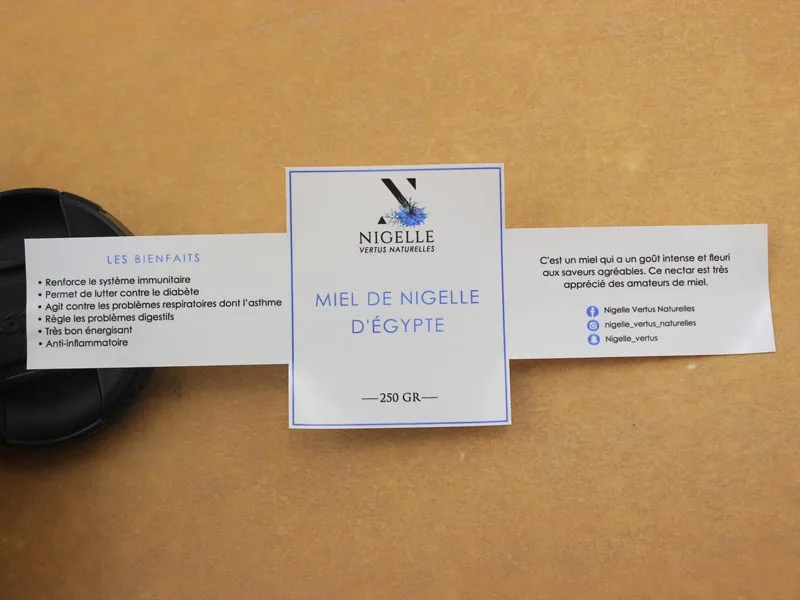 LES BIENFAITS
• Renforce le système immunitaire
• Permet de lutter contre le diabète
• Agit contre les problèmes respiratoires dont l'asthme
• Règle les problèmes digestifs
• Très bon énergisant
• Anti-inflammatoire
NIGELLE
VERTUS NATURELLES
MIEL DE NIGELLE
D'ÉGYPTE
—250 GR—
C'est un miel qui a un goût intense et fleuri
aux saveurs agréables. Ce nectar est très
apprécié des amateurs de miel.
Nigelle Vertus Naturelles
nigelle_vertus_naturelles
Nigelle_vertus